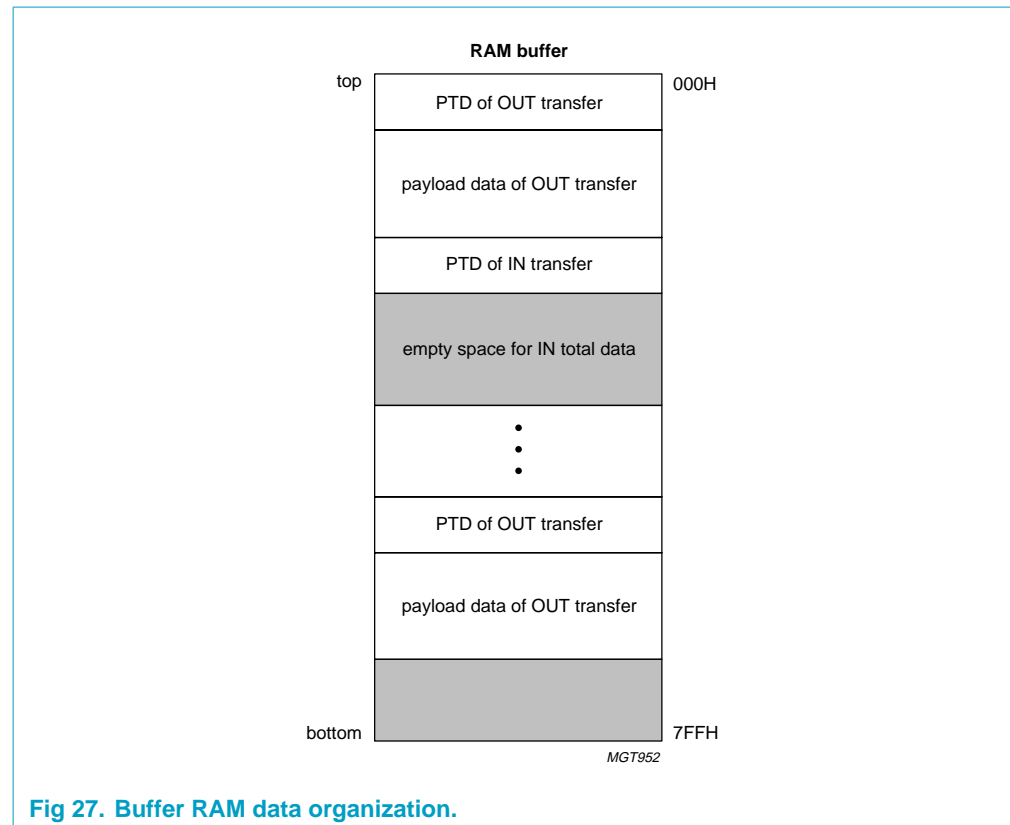 RAM buffer
top
000H
PTD of OUT transfer
payload data of OUT transfer
PTD of IN transfer
empty space for IN total data
PTD of OUT transfer
payload data of OUT transfer
bottom
7FFH
MGT952
Fig 27. Buffer RAM data organization.